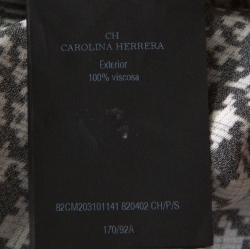 CH
CAROLINA HERRERA
Exterior
100% viscosa
82CM203101141 820402 CH/P/S
170/92A